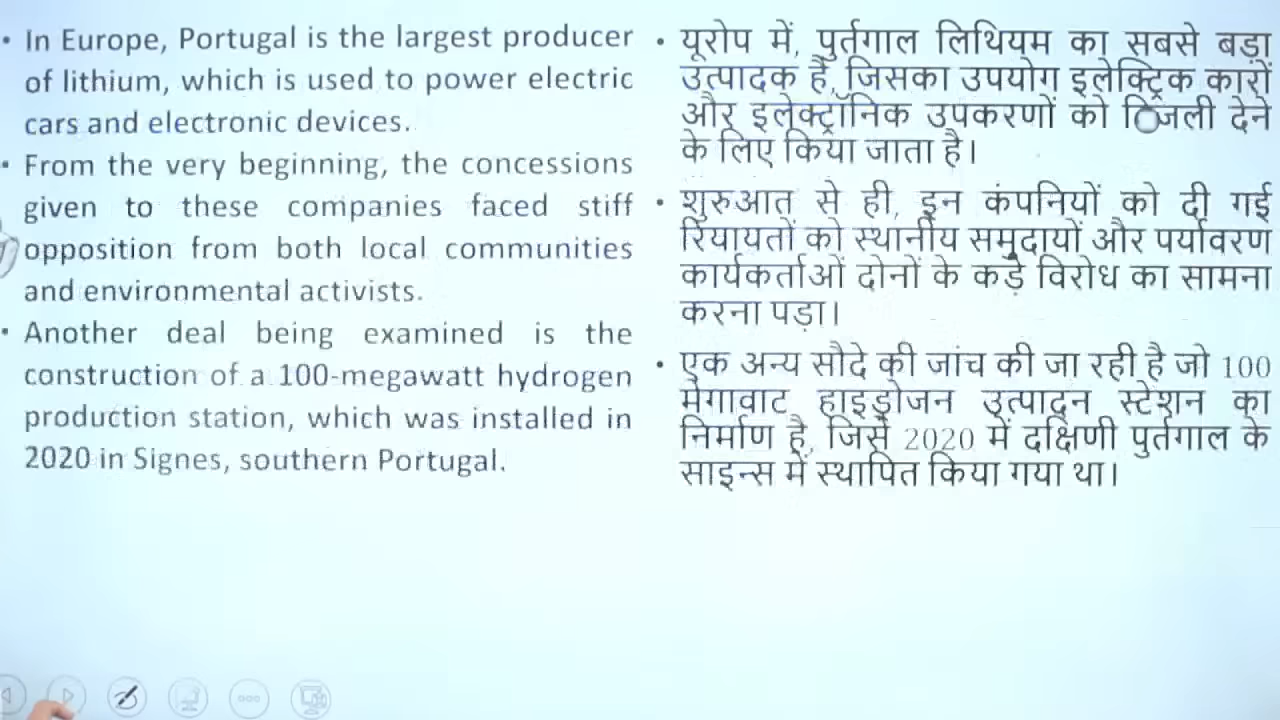 • In Europe, Portugal is the largest producer
of lithium, which is used to power electric
cars and electronic devices.
• From the very beginning, the concessions
given to these companies faced stiff
opposition from both local communities
and environmental activists.
• Another deal being examined is the
construction of a 100-megawatt hydrogen
production station, which was installed in
2020 in Signes, southern Portugal.
• यूरोप में, पुर्तगाल लिथियम का सबसे बड़ा
उत्पादक है, जिसका उपयोग इलेक्ट्रिक कारों
और इलेक्ट्रॉनिक उपकरणों को बिजली देने
के लिए किया जाता है।
• शुरुआत से ही, इन कंपनियों को दी गई
रियायतों को स्थानीय समुदायों और पर्यावरण
कार्यकर्ताओं दोनों के कड़े विरोध का सामना
करना पड़ा।
• एक अन्य सौदे की जांच की जा रही है जो 100
मेगावाट हाइड्रोजन उत्पादन स्टेशन का
निर्माण है, जिसे 2020 में दक्षिणी पुर्तगाल के
साइन्स में स्थापित किया गया था।